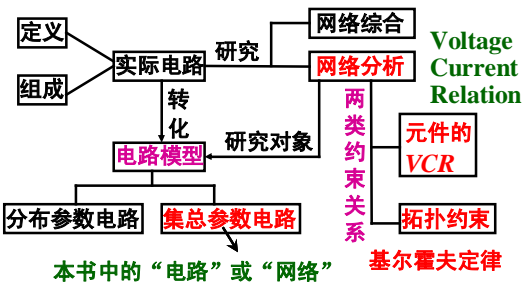 定义
组成
实际电路
研究
网络综合
网络分析
Voltage
Current
Relation
转化
电路模型
研究对象
两类约束关系
元件的
VCR
拓扑约束
基尔霍夫定律
分布参数电路
集总参数电路
本书中的“电路”或“网络”